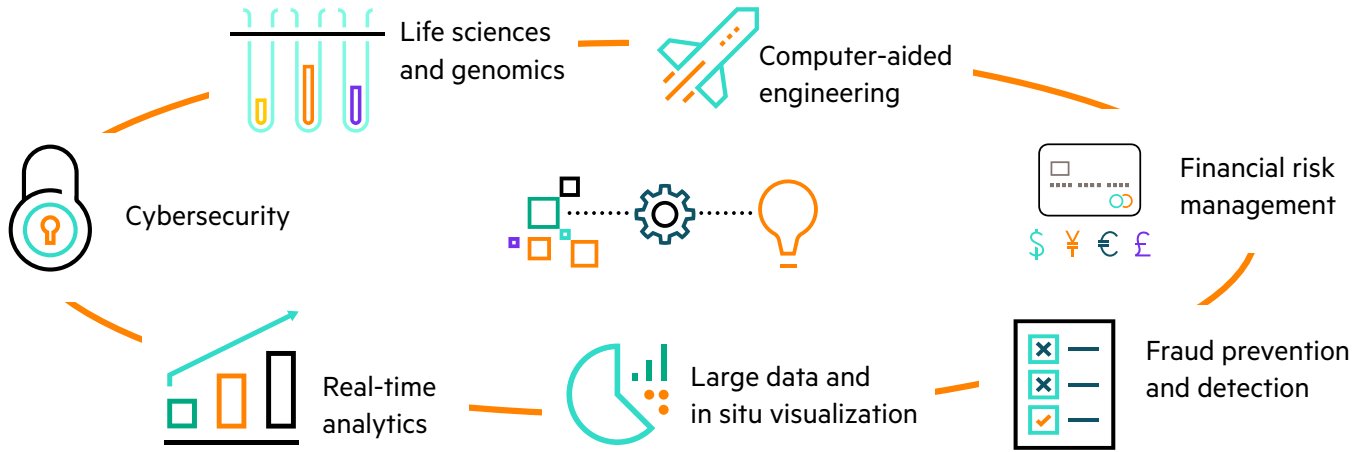 Life sciences
and genomics
Computer-aided
engineering
Financial risk
management
$ ¥ € £
Cybersecurity
Fraud prevention
and detection
Large data and
in situ visualization
Real-time
analytics